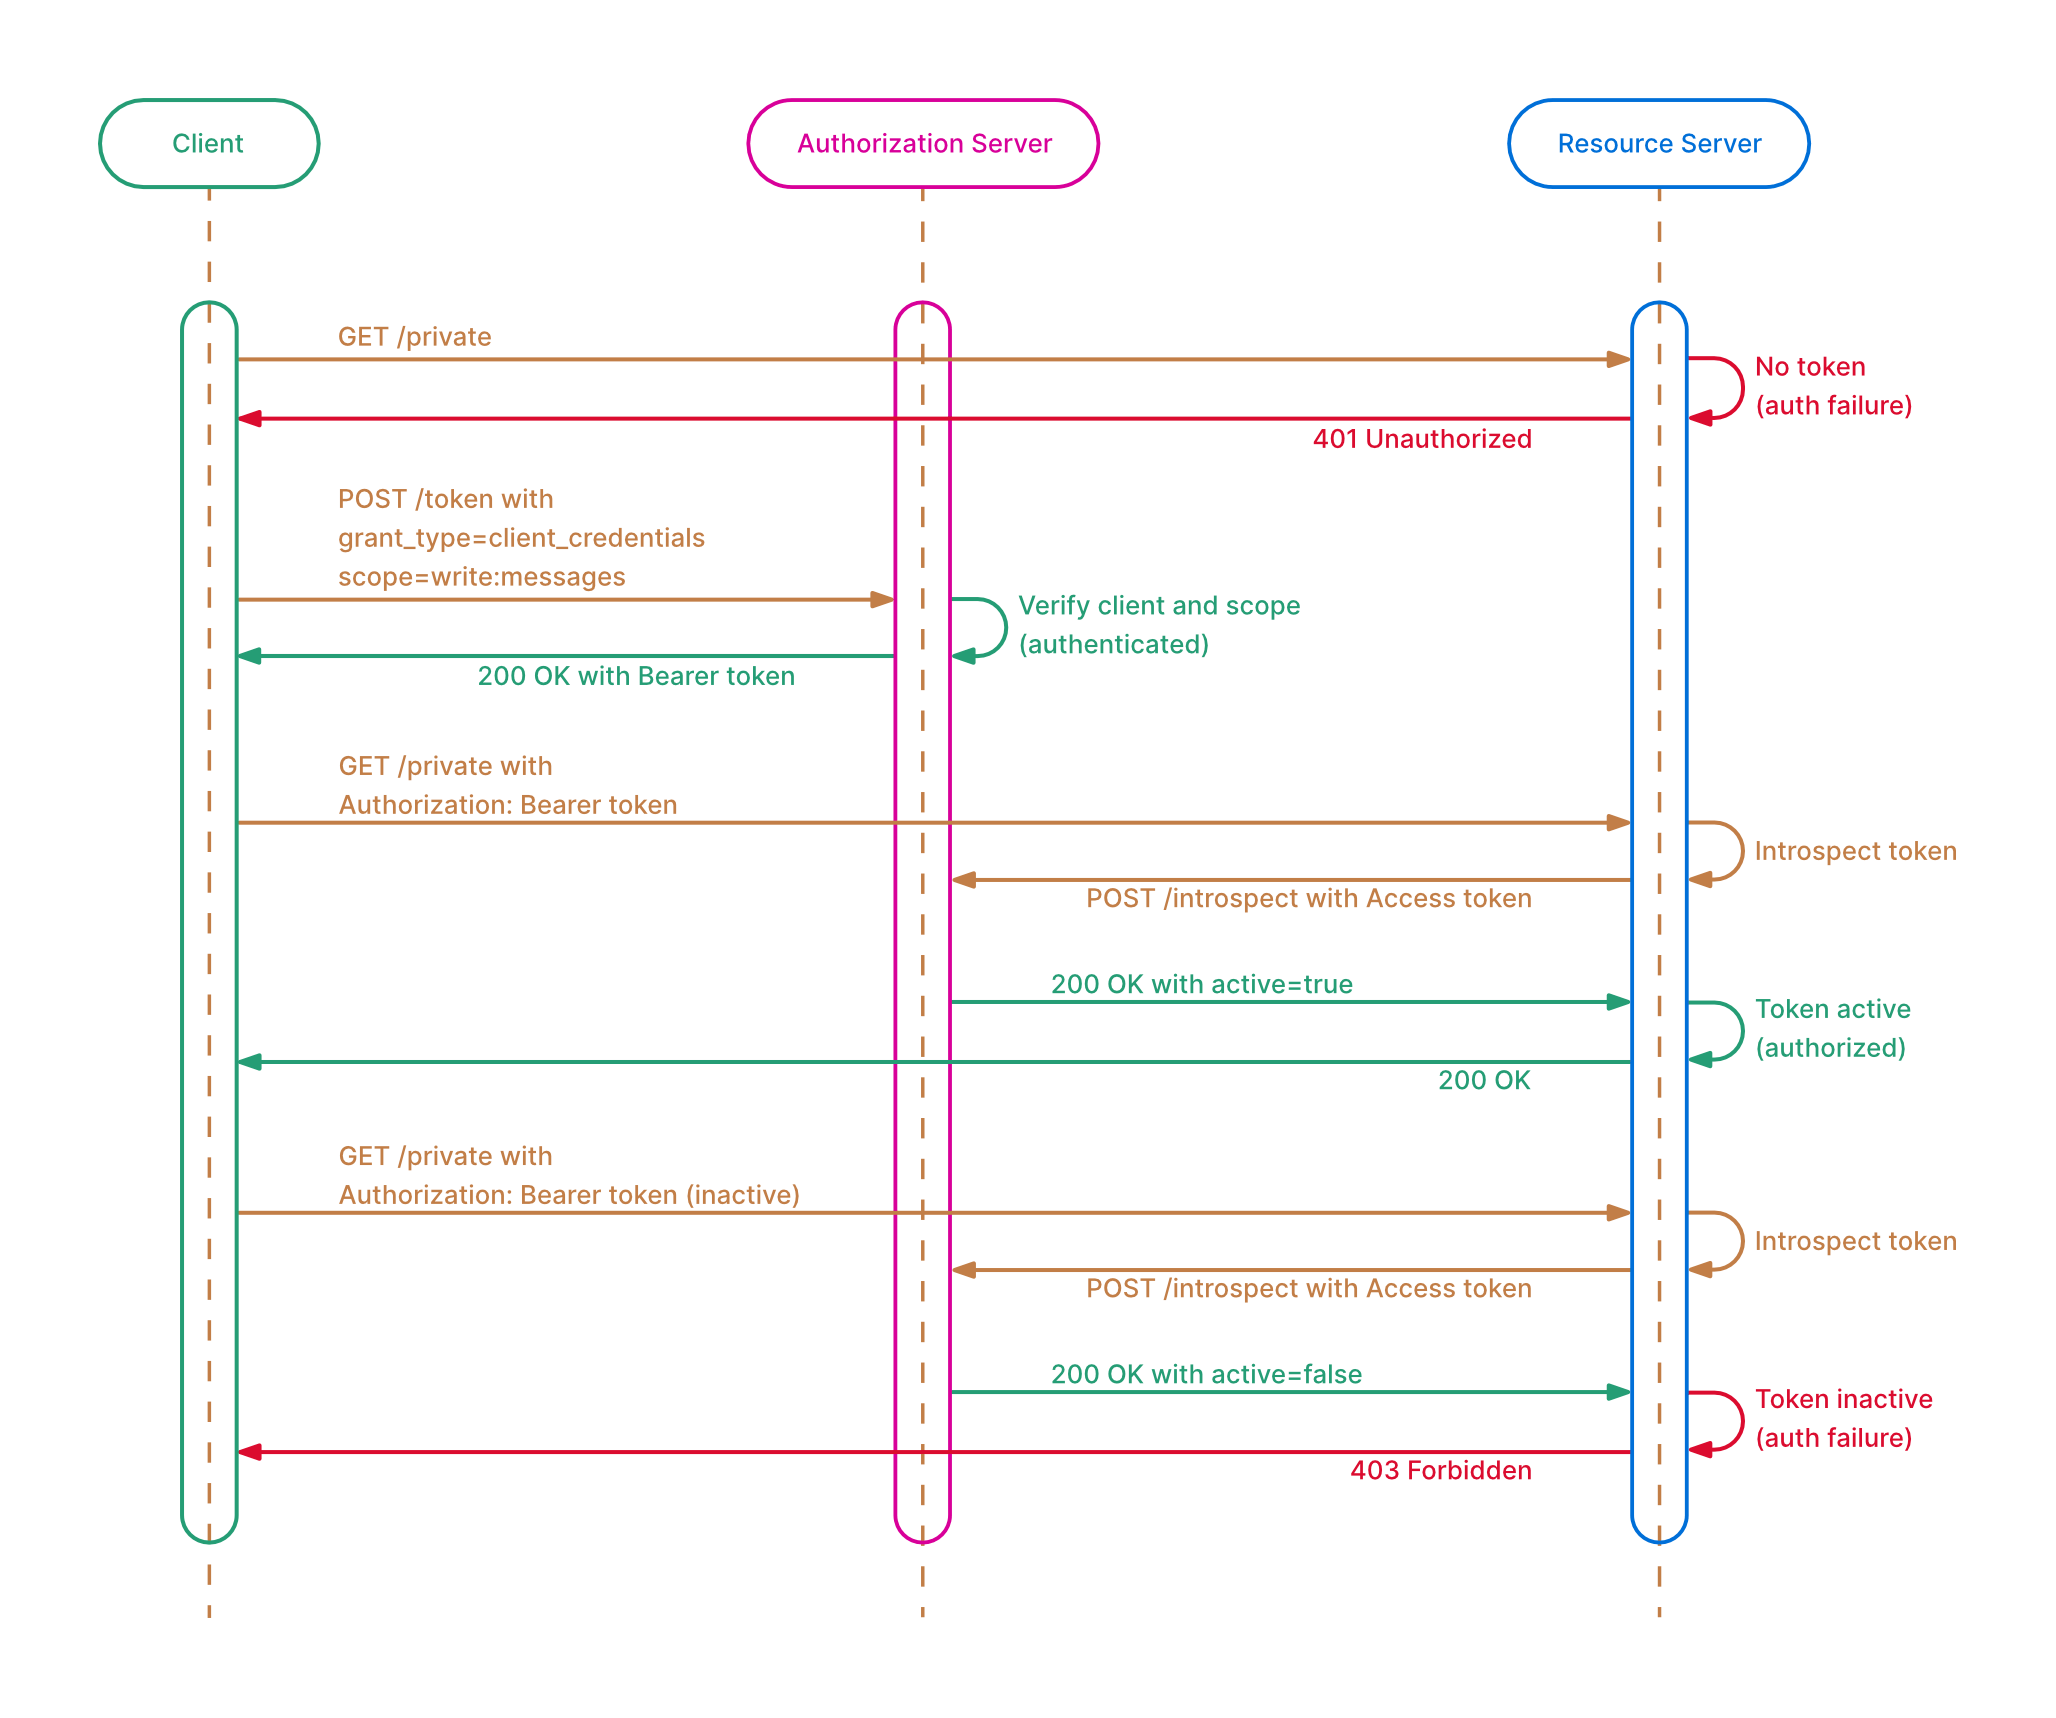 Client
Authorization Server
Resource Server
GET /private
No token
(auth failure)
401 Unauthorized
POST /token with
grant_type=client_credentials
scope=write:messages
Verify client and scope
(authenticated)
200 OK with Bearer token
GET /private with
Authorization: Bearer token
Introspect token
POST /introspect with Access token
200 OK with active=true
Token active
(authorized)
200 OK
GET /private with
Authorization: Bearer token (inactive)
Introspect token
POST /introspect with Access token
200 OK with active=false
Token inactive
(auth failure)
403 Forbidden